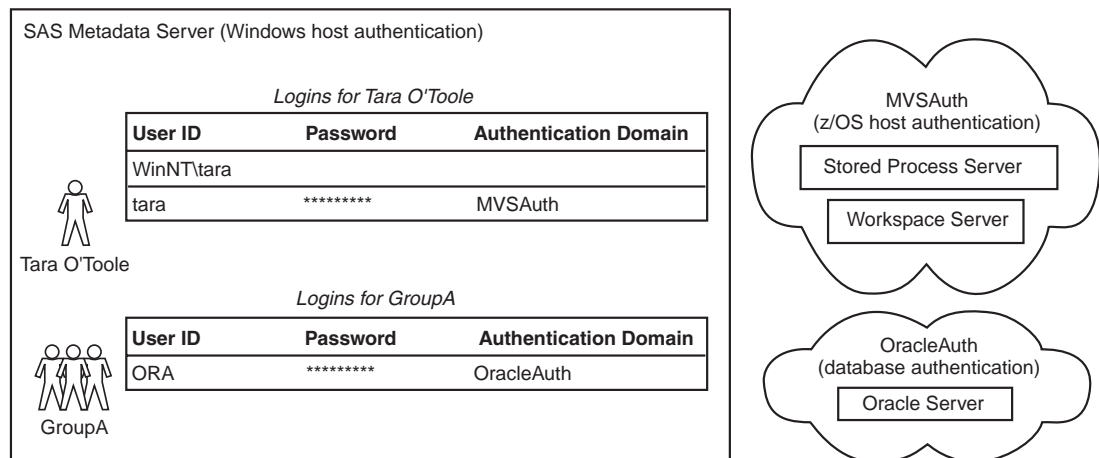 SAS Metadata Server (Windows host authentication)
Logins for Tara O'Toole
User ID Password Authentication Domain
WinNT\tara
tara ********* MVSAuth
Tara O'Toole
Logins for GroupA
User ID Password Authentication Domain
ORA ********* OracleAuth
GroupA
MVSAuth
(z/OS host authentication)
Stored Process Server
Workspace Server
OracleAuth
(database authentication)
Oracle Server